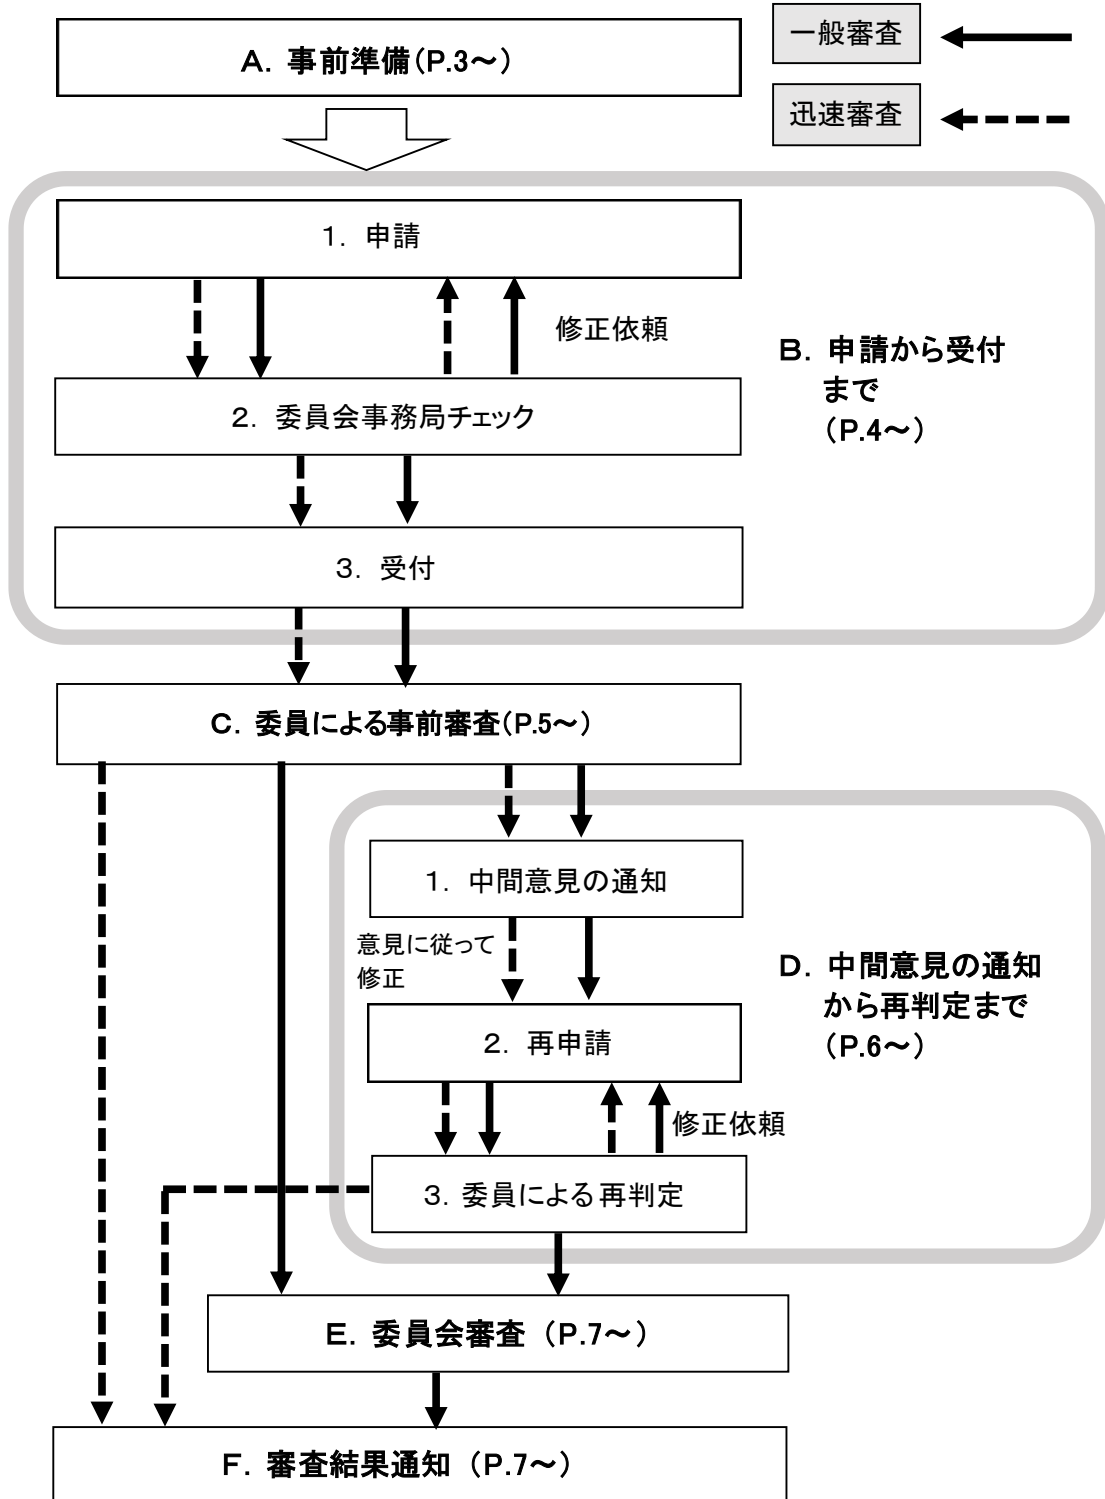 A. 事前準備(P.3～)
一般審査
迅速審査
1. 申請
修正依頼
2. 委員会事務局チェック
3. 受付
B. 申請から受付
まで
(P.4～)
C. 委員による事前審査(P.5～)
1. 中間意見の通知
意見に従って
修正
2. 再申請
修正依頼
3. 委員による再判定
D. 中間意見の通知
から再判定まで
(P.6～)
E. 委員会審査 (P.7～)
F. 審査結果通知 (P.7～)